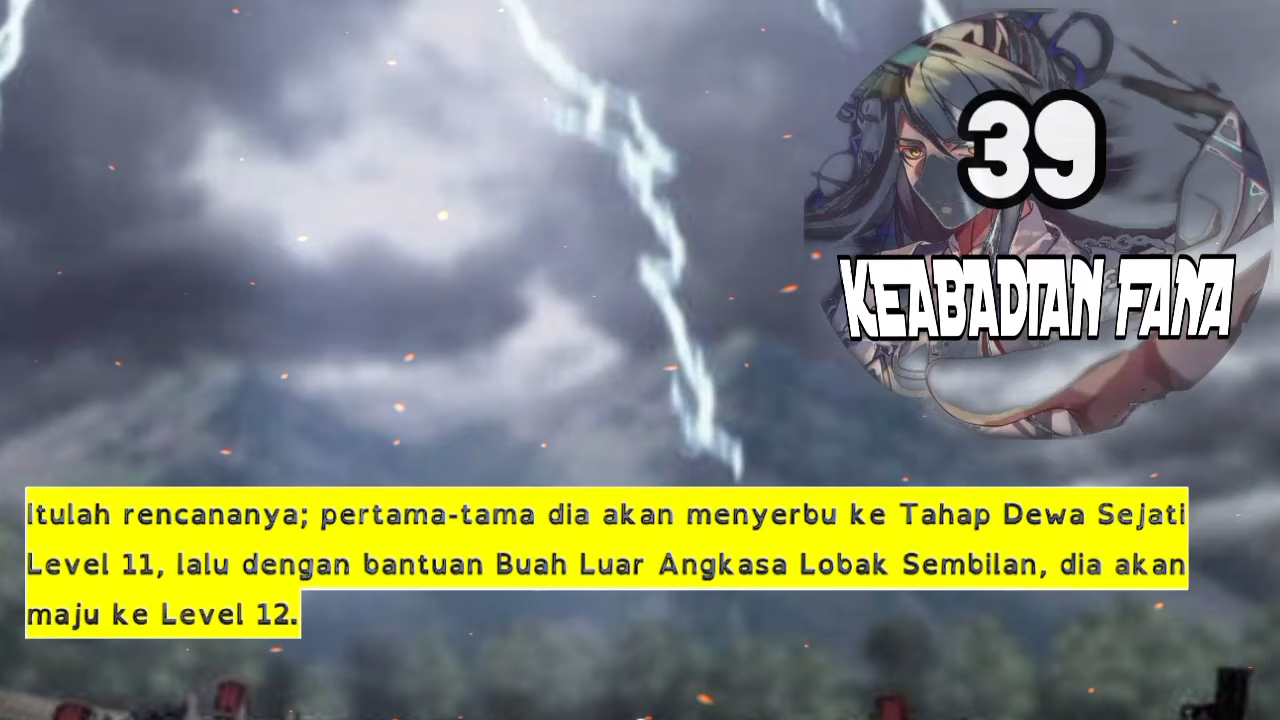 39
KEABADIAN FANA
Itulah rencananya; pertama-tama dia akan menyerbu ke Tahap Dewa Sejati
Level 11, lalu dengan bantuan Buah Luar Angkasa Lobak Sembilan, dia akan
maju ke Level 12.